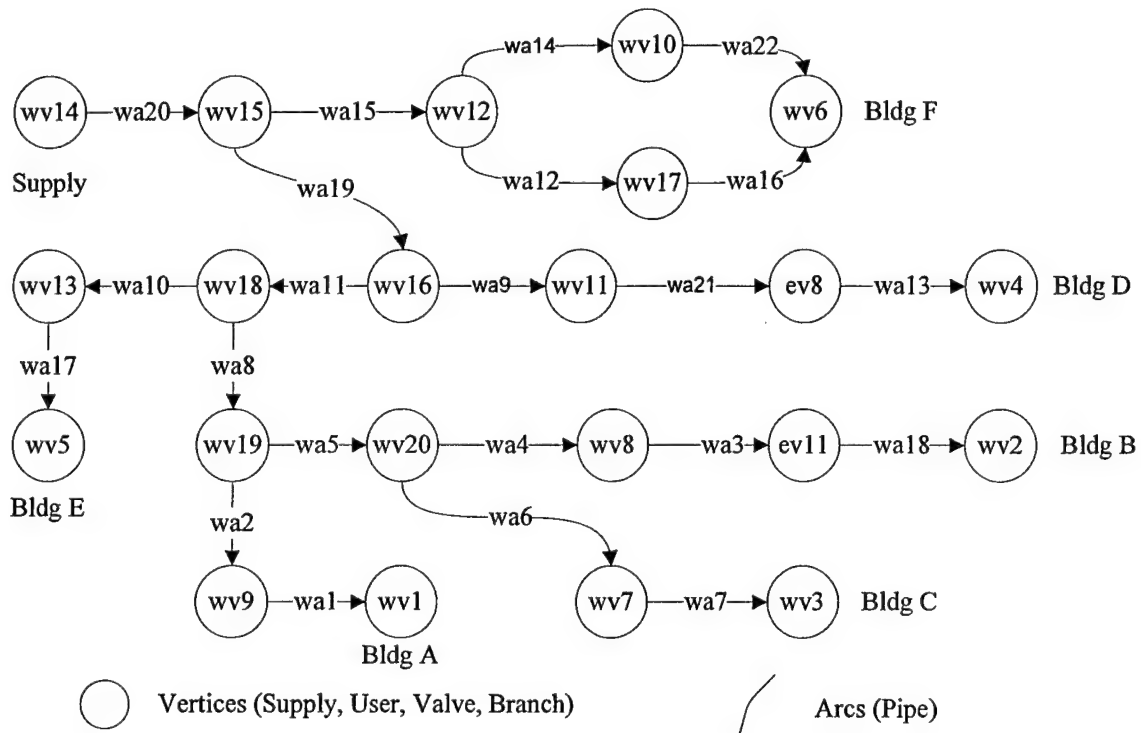 wa14 wv10 wa22
wv14 wa20 wv15 wa15 wv12 wv6 Bldg F
Supply wa19 wa12 wv17 wa16
wv13 wa10 wv18 wa11 wv16 wa9 wv11 wa21 ev8 wa13 wv4 Bldg D
wa17 wa8
wv5 wv19 wa5 wv20 wa4 wv8 wa3 ev11 wa18 wv2 Bldg B
Bldg E wa2 wa6
wv9 wa1 wv1 wv7 wa7 wv3 Bldg C
Bldg A
Vertices (Supply, User, Valve, Branch) Arcs (Pipe)